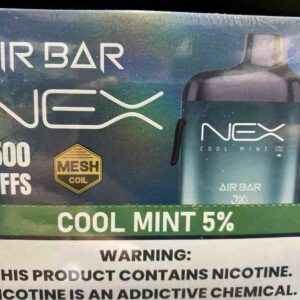 AIR BAR
NEX
500
FFS
MESH
COIL
NEX
COOL MINT
AIR BAR
COOL MINT 5%
WARNING:
HIS PRODUCT CONTAINS NICOTINE.
ICOTINE IS AN ADDICTIVE CHEMICAL.